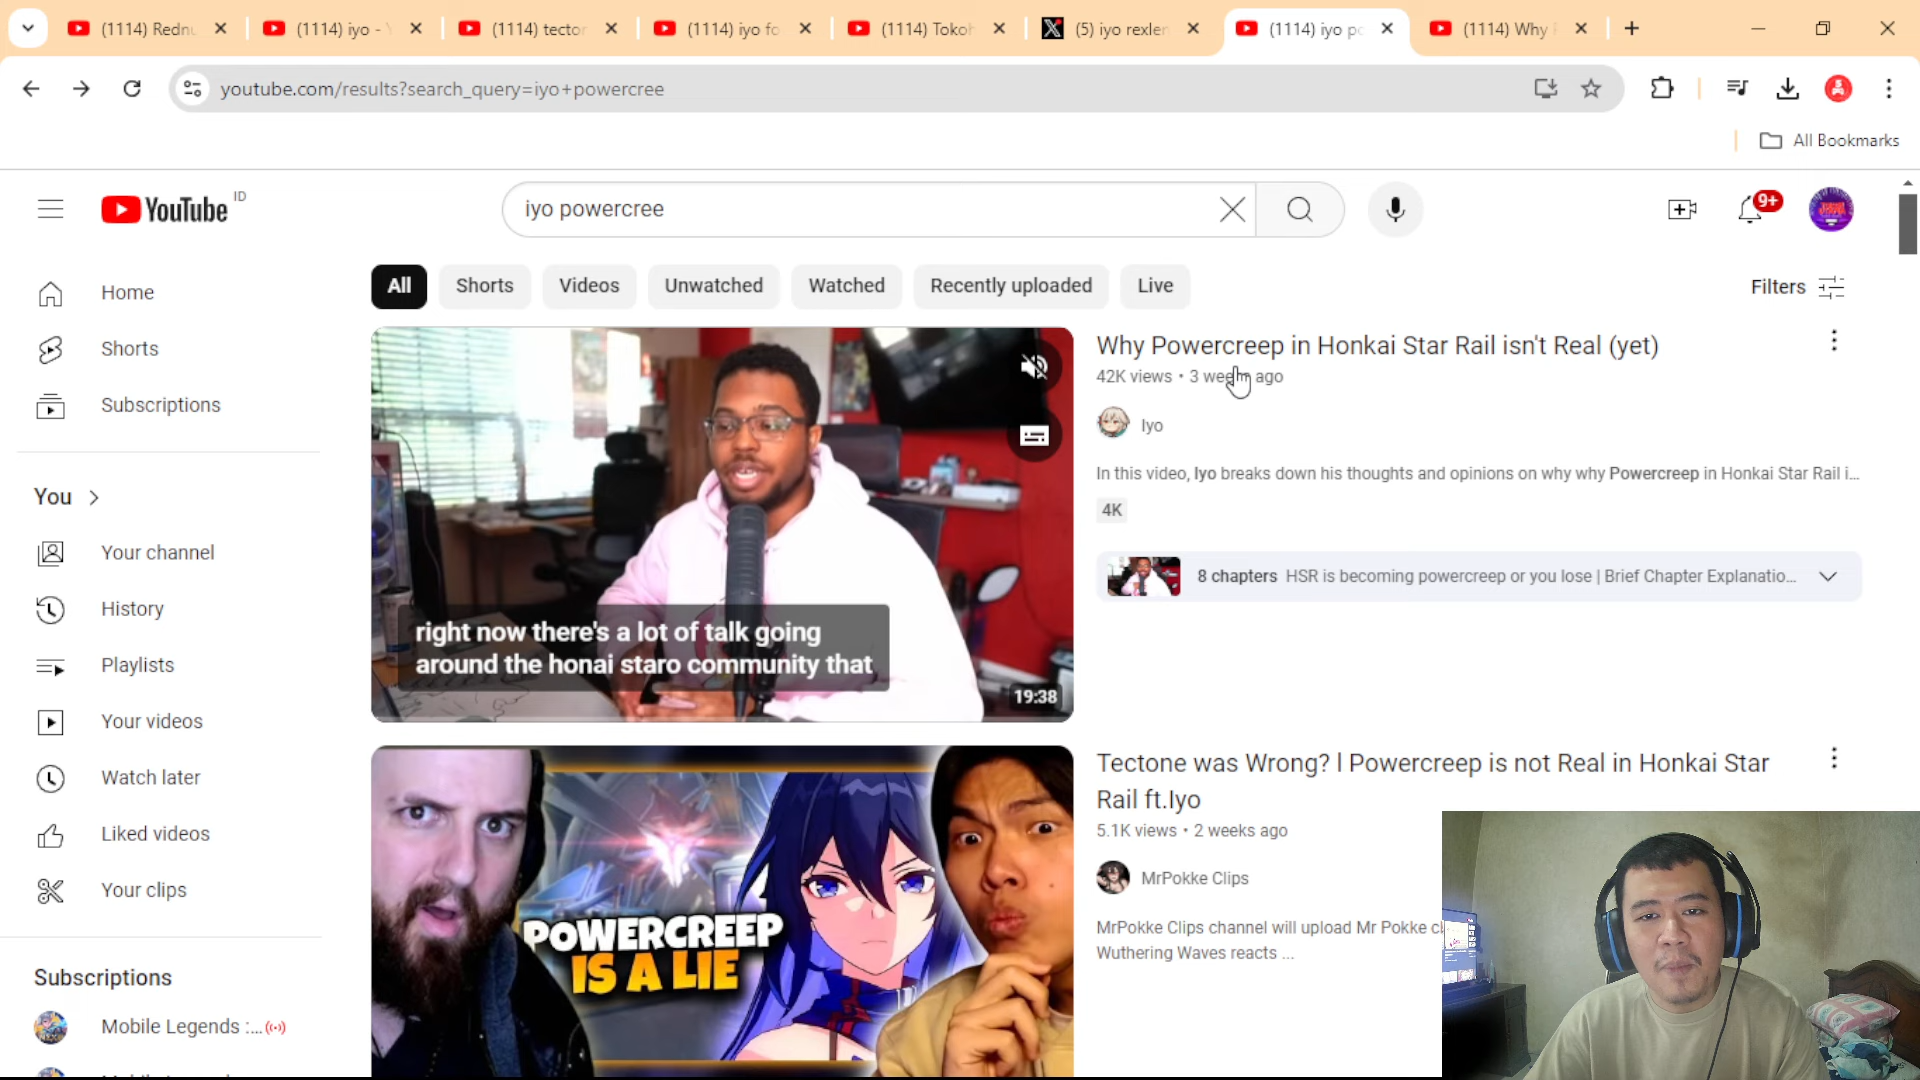 (1114) Rednu
(1114) iyo -
(1114) tector
(1114) iyo fo
(1114) Tokoh
(5) iyo rexler
(1114) iyo po
(1114) Why
youtube.com/results?search_query=iyo+powercree
All Bookmarks
YouTube ID
iyo powercree
9+
Home
Shorts
Subscriptions
You
Your channel
History
Playlists
Your videos
Watch later
Liked videos
Your clips
Subscriptions
Mobile Legends :...
All
Shorts
Videos
Unwatched
Watched
Recently uploaded
Live
Filters
right now there's a lot of talk going
around the honai staro community that
19:38
Why Powercreep in Honkai Star Rail isn't Real (yet)
42K views • 3 ago
Iyo
In this video, Iyo breaks down his thoughts and opinions on why why Powercreep in Honkai Star Rail i...
4K
8 chapters HSR is becoming powercreep or you lose | Brief Chapter Explanatio...
POWERCREEP
IS A LIE
Tectone was Wrong? l Powercreep is not Real in Honkai Star
Rail ft.Iyo
5.1K views • 2 weeks ago
MrPokke Clips
MrPokke Clips channel will upload Mr Pokke cl
Wuthering Waves reacts ...